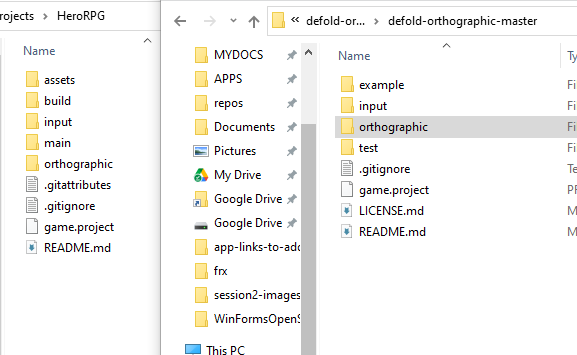 rojects > HeroRPG
Name
assets
build
input
main
orthographic
.gitattributes
.gitignore
game.project
README.md
« defold-or... > defold-orthographic-master
MYDOCS
APPS
repos
Documents
Pictures
My Drive
Google Drive
Google Drive
app-links-to-add
frx
session2-images
WinFormsOpenS
This PC
Name
Ty
example
Fi
input
Fi
orthographic
Fi
test
Fi
.gitignore
Te
game.project
PR
LICENSE.md
M
README.md
M